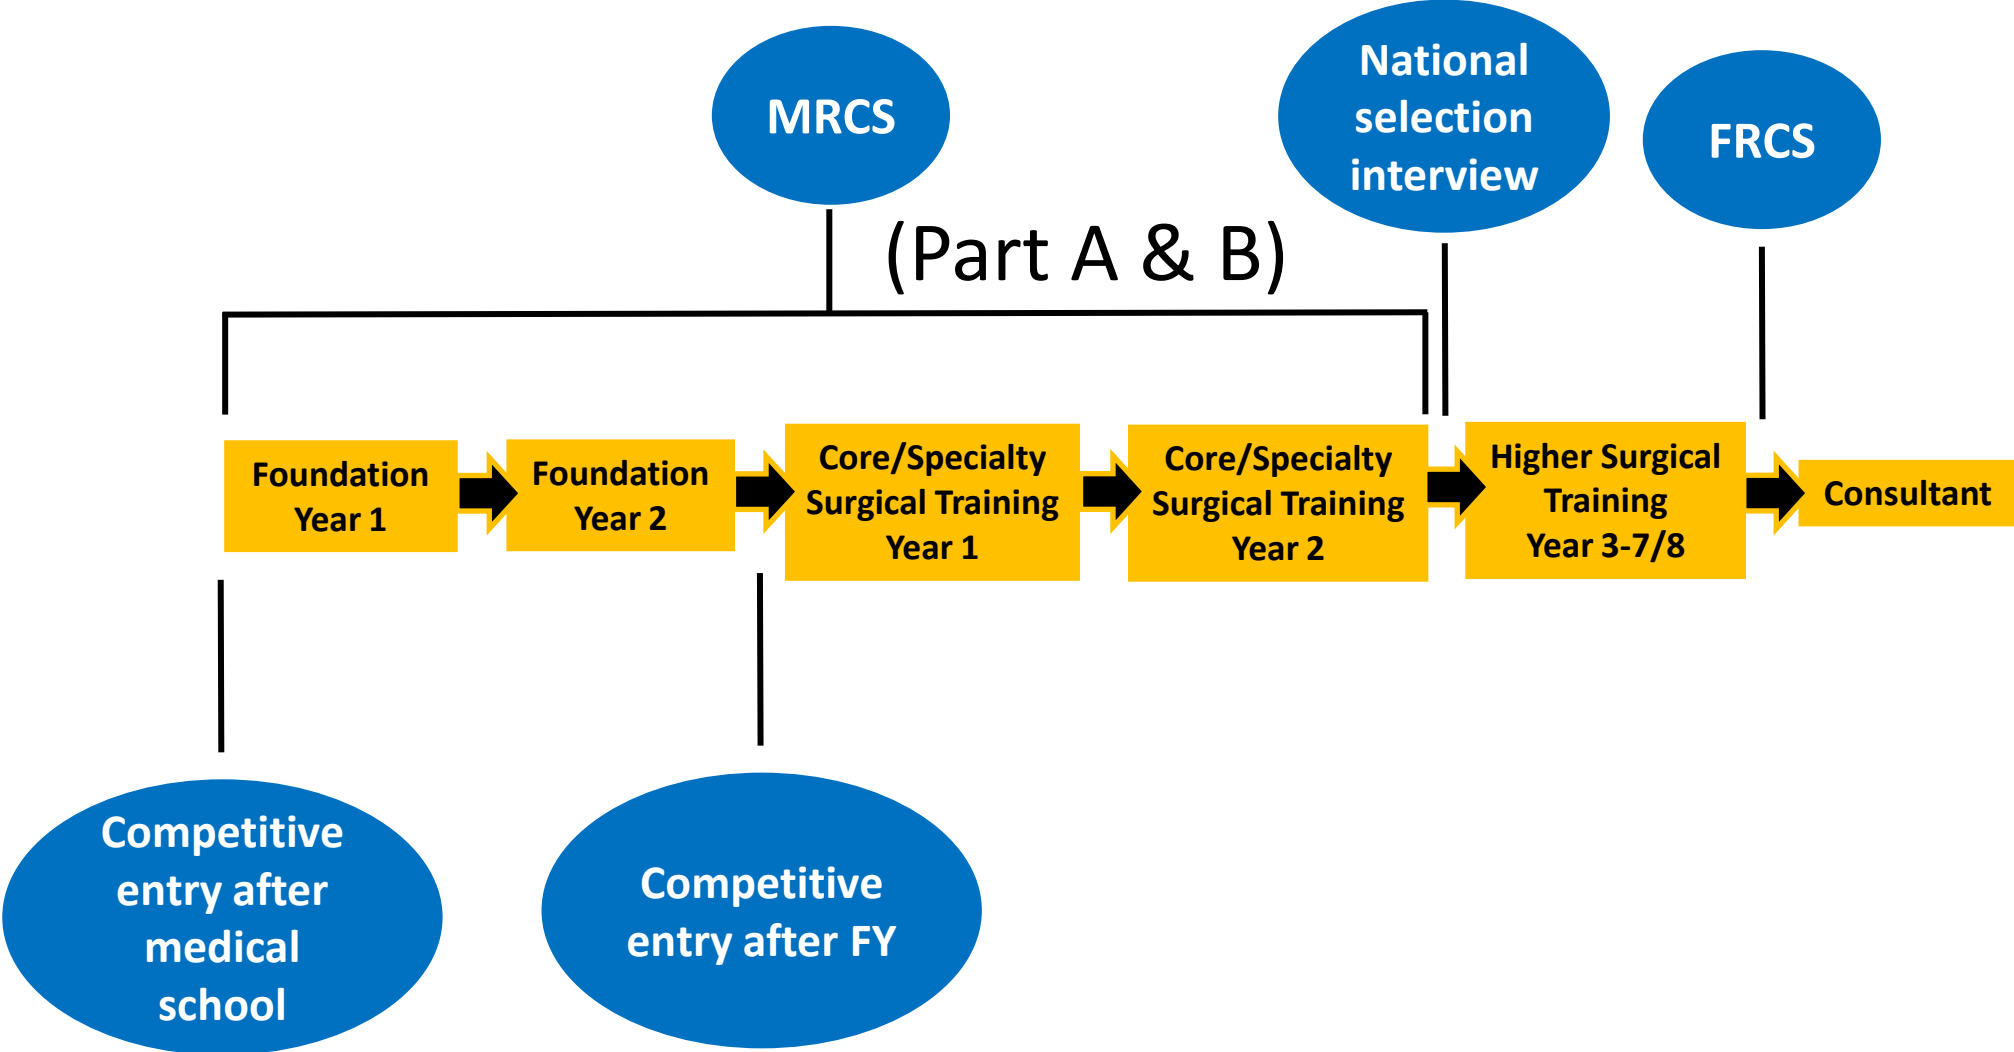 MRCS
National
selection
interview
FRCS
(Part A & B)
Foundation
Year 1
Foundation
Year 2
Core/Specialty
Surgical Training
Year 1
Core/Specialty
Surgical Training
Year 2
Higher Surgical
Training
Year 3-7/8
Consultant
Competitive
entry after
medical
school
Competitive
entry after FY